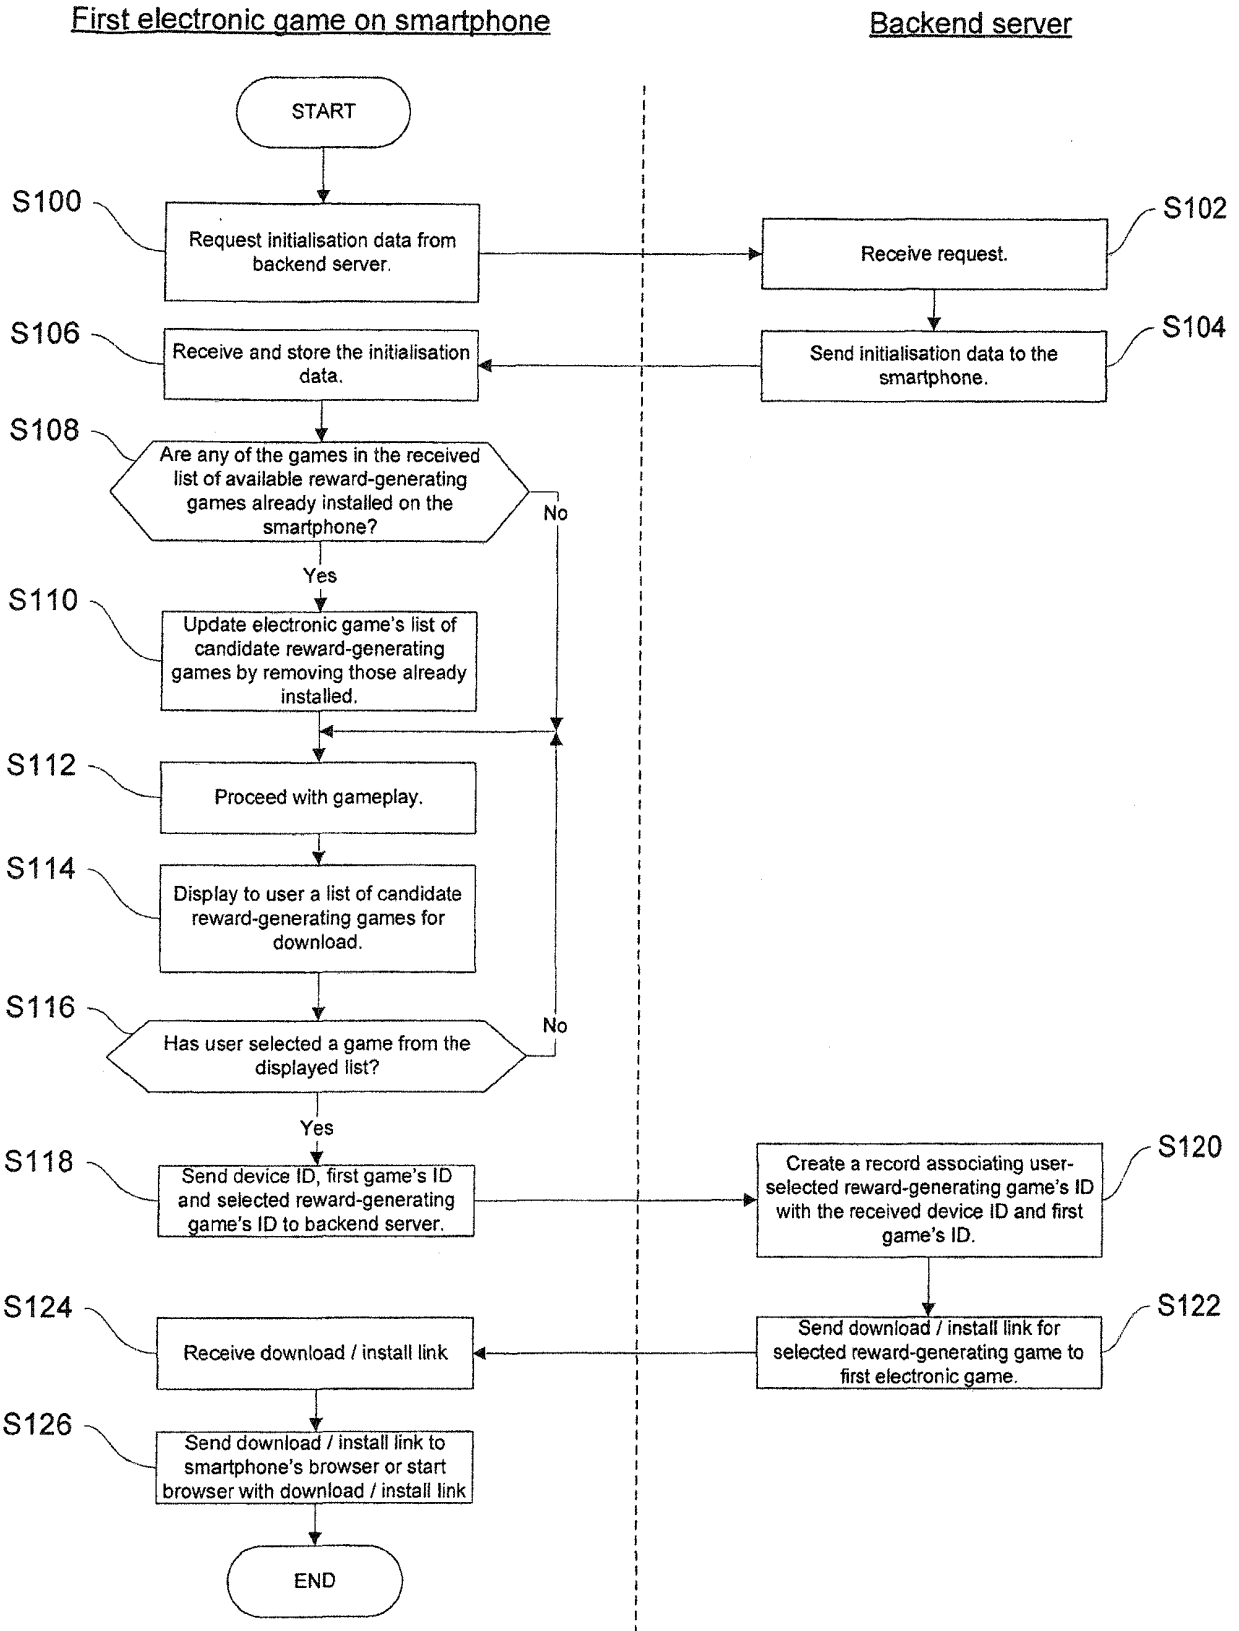 First electronic game on smartphone
Backend server
START
S100
Request initialisation data from
backend server.
S102
Receive request.
S104
Send initialisation data to the
smartphone.
S106
Receive and store the initialisation
data.
S108
Are any of the games in the received
list of available reward-generating
games already installed on the
smartphone?
No
Yes
S110
Update electronic game's list of
candidate reward-generating
games by removing those already
installed.
S112
Proceed with gameplay.
S114
Display to user a list of candidate
reward-generating games for
download.
S116
Has user selected a game from the
displayed list?
No
Yes
S118
Send device ID, first game's ID
and selected reward-generating
game's ID to backend server.
S120
Create a record associating user-
selected reward-generating game's ID
with the received device ID and first
game's ID.
S122
Send download / install link for
selected reward-generating game to
first electronic game.
S124
Receive download / install link
S126
Send download / install link to
smartphone's browser or start
browser with download / install link
END